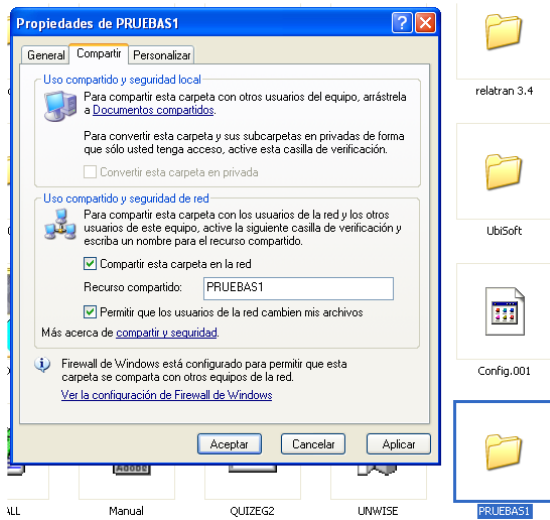 Propiedades de PRUEBAS1
General Compartir Personalizar
Uso compartido y seguridad local
Para compartir esta carpeta con otros usuarios del equipo, arrástrela
a Documentos compartidos.
Para convertir esta carpeta y sus subcarpetas en privadas de forma
que sólo usted tenga acceso, active esta casilla de verificación.
Convertir esta carpeta en privada
Uso compartido y seguridad de red
Para compartir esta carpeta con los usuarios de la red y los otros
usuarios de este equipo, active la siguiente casilla de verificación y
escriba un nombre para el recurso compartido.
Compartir esta carpeta en la red
Recurso compartido: PRUEBAS1
Permitir que los usuarios de la red cambien mis archivos
Más acerca de compartir y seguridad.
Firewall de Windows está configurado para permitir que esta
carpeta se comparta con otros equipos de la red.
Ver la configuración de Firewall de Windows
Aceptar Cancelar Aplicar
relatran 3.4
UbiSoft
Config.001
Adobe
ALL Manual QUIZEG2 UNWISE PRUEBAS1